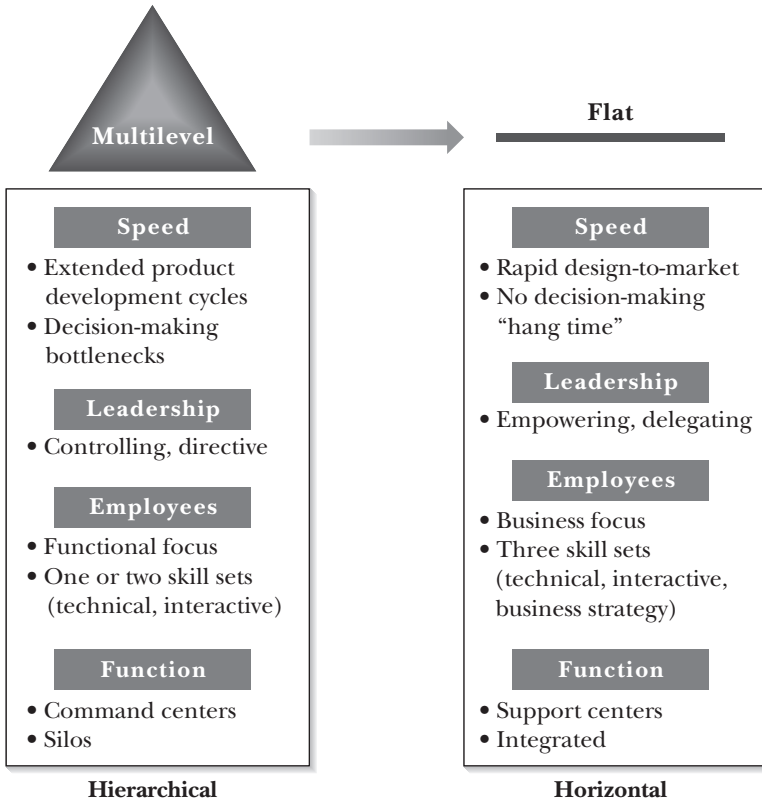 Multilevel
Flat
Speed
• Extended product
development cycles
• Decision-making
bottlenecks
Leadership
• Controlling, directive
Employees
• Functional focus
• One or two skill sets
(technical, interactive)
Function
• Command centers
• Silos
Hierarchical
Speed
• Rapid design-to-market
• No decision-making
“hang time”
Leadership
• Empowering, delegating
Employees
• Business focus
• Three skill sets
(technical, interactive,
business strategy)
Function
• Support centers
• Integrated
Horizontal